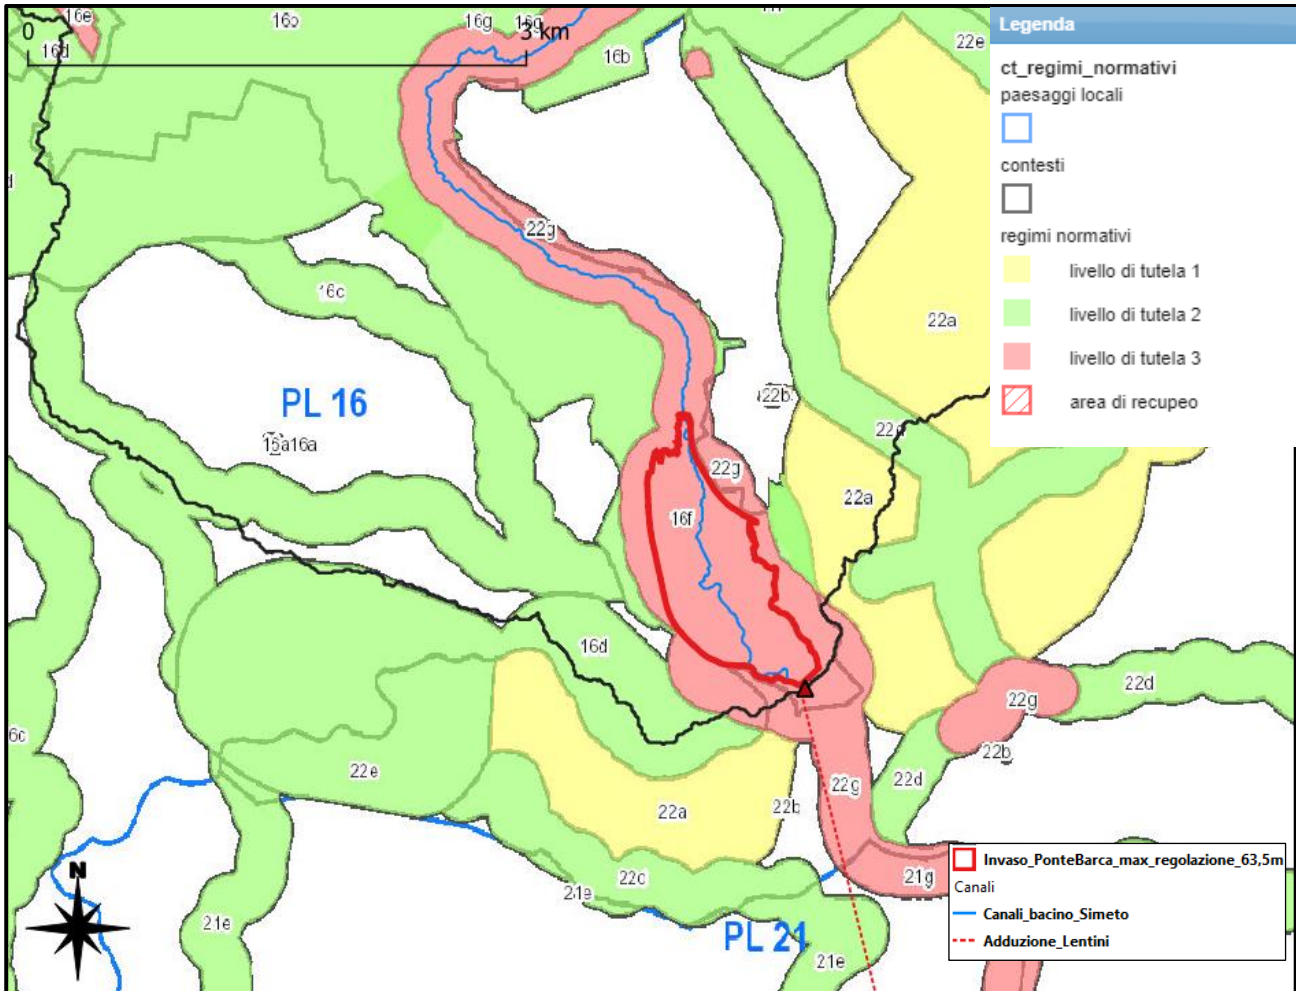 16e
16b
16g
16g
0
3 km
16d
16b
22e
Legenda
ct_regimi_normativi
paesaggi locali
contesti
regimi normativi
livello di tutela 1
livello di tutela 2
livello di tutela 3
area di recupeo
d
22g
16c
22a
PL 16
22b
16a16a
22g
22a
16f
16d
22d
22g
22b
6c
22e
22d
22g
22a
22b
22c
21e
21g
21e
PL 21
21e
N
Invaso_PonteBarca_max_regolazione_63,5m
Canali
Canali_bacino_Simeto
Adduzione_Lentini